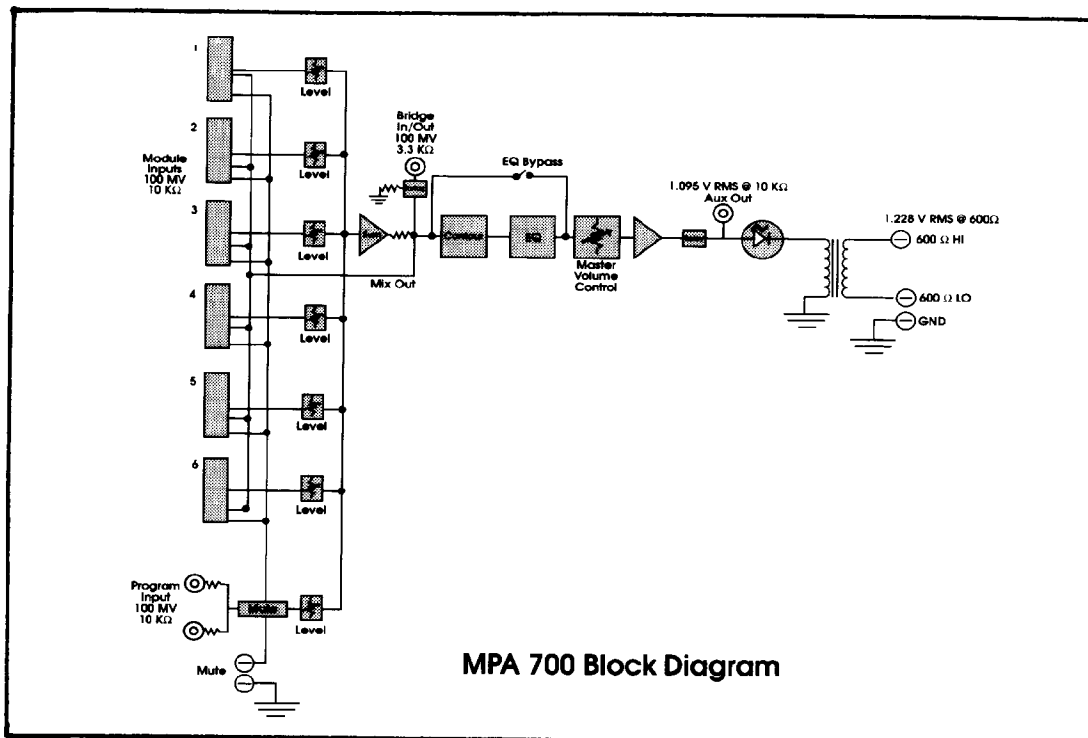 1
Level
2
Module
Inputs
100 MV
10 KΩ
Level
3
Level
4
Level
5
Level
6
Level
Program
Input
100 MV
10 KΩ
Mute
Level
Mute
Bridge
In/Out
100 MV
3.3 KΩ
Sum
Mix Out
EQ Bypass
Contour
EQ
Master
Volume
Control
1.095 V RMS @ 10 KΩ
Aux Out
1.228 V RMS @ 600Ω
600 Ω HI
600 Ω LO
GND
MPA 700 Block Diagram